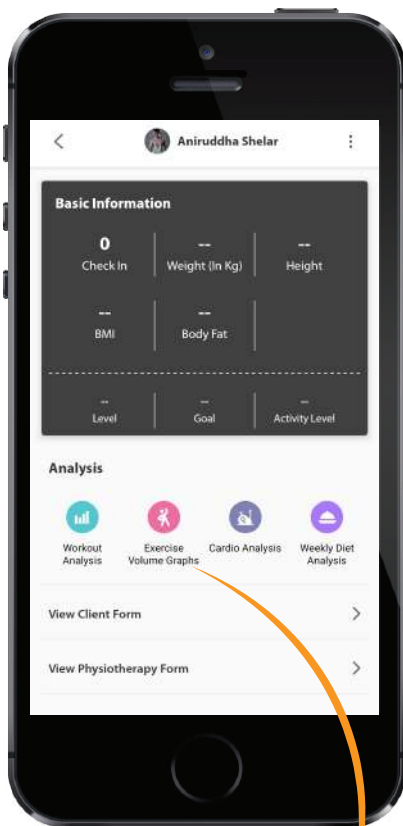 Aniruddha Shelar
Basic Information
0 -- --
Check In Weight (In Kg) Height
-- --
BMI Body Fat
-- -- --
Level Goal Activity Level
Analysis
Workout Analysis
Exercise Volume Graphs
Cardio Analysis
Weekly Diet Analysis
View Client Form
View Physiotherapy Form